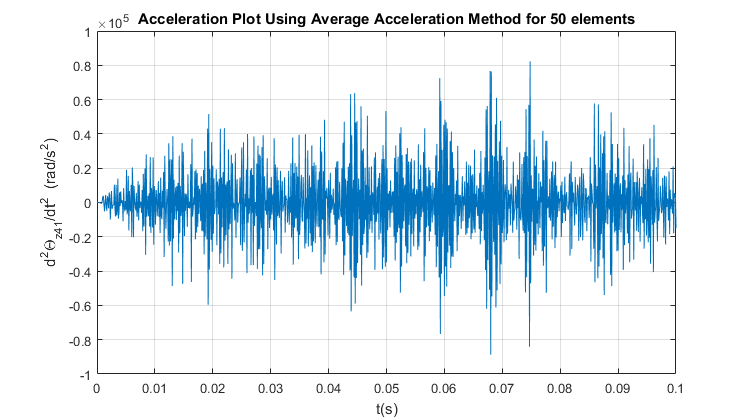 ×10⁵ Acceleration Plot Using Average Acceleration Method for 50 elements
1
0.8
0.6
0.4
0.2
0
-0.2
-0.4
-0.6
-0.8
-1
d²Θz41/dt² (rad/s²)
0 0.01 0.02 0.03 0.04 0.05 0.06 0.07 0.08 0.09 0.1
t(s)